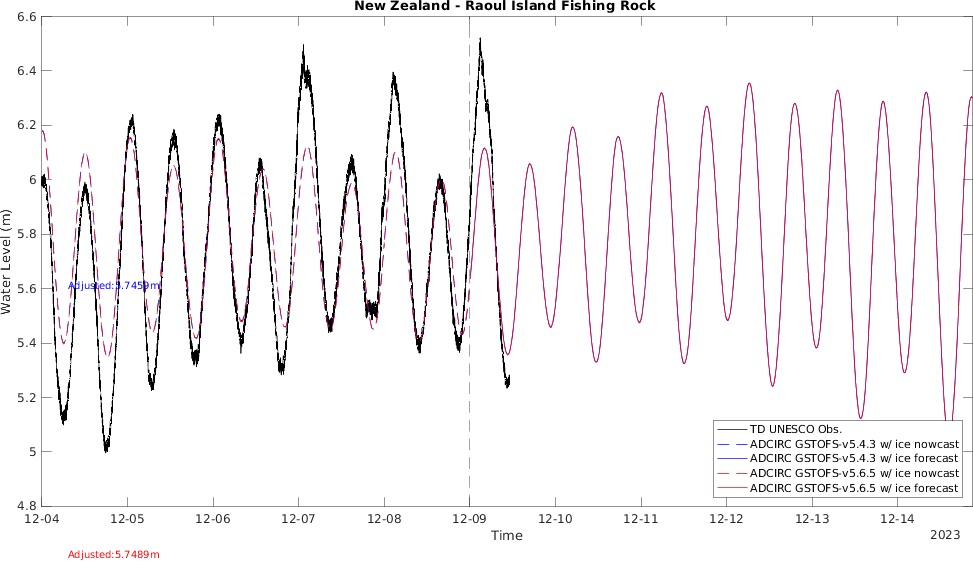 New Zealand - Raoul Island Fishing Rock
Water Level (m)
6.6
6.4
6.2
6
5.8
5.6
5.4
5.2
5
4.8
Adjusted:5.7459m
TD UNESCO Obs.
ADCIRC GSTOFS-v5.4.3 w/ ice nowcast
ADCIRC GSTOFS-v5.4.3 w/ ice forecast
ADCIRC GSTOFS-v5.6.5 w/ ice nowcast
ADCIRC GSTOFS-v5.6.5 w/ ice forecast
12-04 12-05 12-06 12-07 12-08 12-09 12-10 12-11 12-12 12-13 12-14
Time
2023
Adjusted:5.7489m